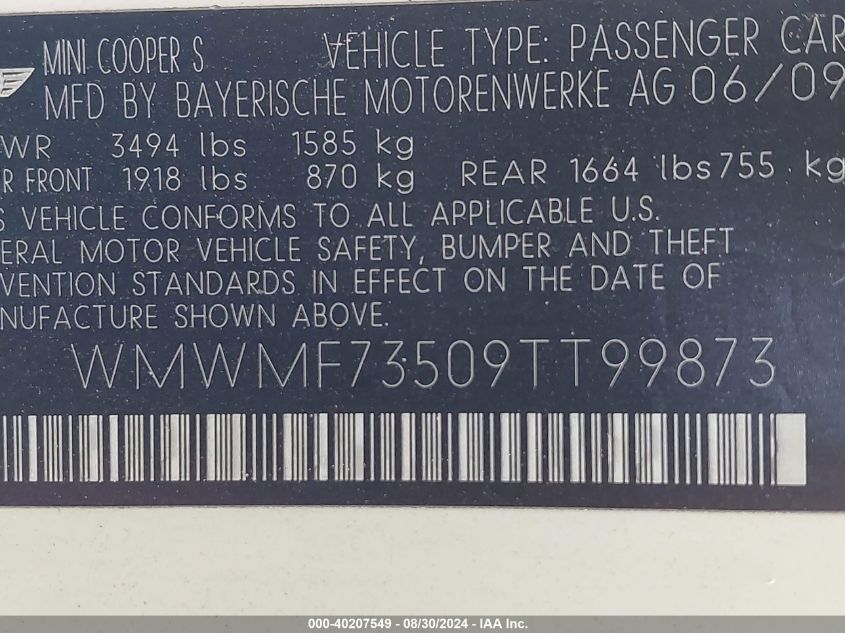 MINI COOPER S VEHICLE TYPE: PASSENGER CAR
MFD BY BAYERISCHE MOTORENWERKE AG 06/09
WR 3494 lbs 1585 kg
R FRONT 1918 lbs 870 kg REAR 1664 lbs 755 kg
S VEHICLE CONFORMS TO ALL APPLICABLE U.S.
ERAL MOTOR VEHICLE SAFETY, BUMPER AND THEFT
VENTION STANDARDS IN EFFECT ON THE DATE OF
NUFACTURE SHOWN ABOVE.
WMWMF73509TT99873
000-40207549 - 08/30/2024 - IAA Inc.